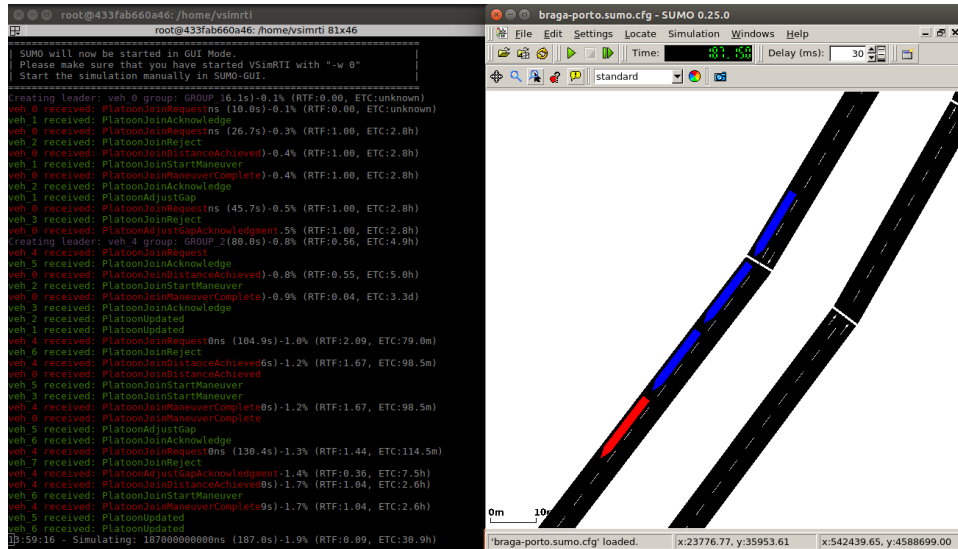 root@433fab660a46: /home/vsimrti
root@433fab660a46: /home/vsimrti 81x46
=====================================================================
| SUMO will now be started in GUI Mode. |
| Please make sure that you have started VSimRTI with "-w 0" |
| Start the simulation manually in SUMO-GUI. |
=====================================================================
Creating leader: veh_0 group: GROUP_16.1s)-0.1% (RTF:0.00, ETC:unknown)
veh_0 received: PlatoonJoinRequestns (10.0s)-0.1% (RTF:0.00, ETC:unknown)
veh_1 received: PlatoonJoinAcknowledge
veh_0 received: PlatoonJoinRequestns (26.7s)-0.3% (RTF:1.00, ETC:2.8h)
veh_2 received: PlatoonJoinReject
veh_0 received: PlatoonJoinDistanceAchieved)-0.4% (RTF:1.00, ETC:2.8h)
veh_1 received: PlatoonJoinStartManeuver
veh_0 received: PlatoonJoinManeuverComplete)-0.4% (RTF:1.00, ETC:2.8h)
veh_2 received: PlatoonJoinAcknowledge
veh_1 received: PlatoonAdjustGap
veh_0 received: PlatoonJoinRequestns (45.7s)-0.5% (RTF:1.00, ETC:2.8h)
veh_3 received: PlatoonJoinReject
veh_0 received: PlatoonAdjustGapAcknowledgment.5% (RTF:1.00, ETC:2.8h)
Creating leader: veh_4 group: GROUP_2(80.0s)-0.8% (RTF:0.56, ETC:4.9h)
veh_4 received: PlatoonJoinRequest
veh_5 received: PlatoonJoinAcknowledge
veh_0 received: PlatoonJoinDistanceAchieved)-0.8% (RTF:0.55, ETC:5.0h)
veh_2 received: PlatoonJoinStartManeuver
veh_0 received: PlatoonJoinManeuverComplete)-0.9% (RTF:0.04, ETC:3.3d)
veh_3 received: PlatoonJoinAcknowledge
veh_2 received: PlatoonUpdated
veh_1 received: PlatoonUpdated
veh_4 received: PlatoonJoinRequest0ns (104.9s)-1.0% (RTF:2.09, ETC:79.0m)
veh_6 received: PlatoonJoinReject
veh_4 received: PlatoonJoinDistanceAchieved6s)-1.2% (RTF:1.67, ETC:98.5m)
veh_0 received: PlatoonJoinDistanceAchieved
veh_5 received: PlatoonJoinStartManeuver
veh_3 received: PlatoonJoinStartManeuver
veh_4 received: PlatoonJoinManeuverComplete0s)-1.2% (RTF:1.67, ETC:98.5m)
veh_0 received: PlatoonJoinManeuverComplete
veh_5 received: PlatoonAdjustGap
veh_6 received: PlatoonJoinAcknowledge
veh_4 received: PlatoonJoinRequest0ns (130.4s)-1.3% (RTF:1.44, ETC:114.5m)
veh_7 received: PlatoonJoinReject
veh_4 received: PlatoonAdjustGapAcknowledgment-1.4% (RTF:0.36, ETC:7.5h)
veh_4 received: PlatoonJoinDistanceAchieved0s)-1.7% (RTF:1.04, ETC:2.6h)
veh_6 received: PlatoonJoinStartManeuver
veh_4 received: PlatoonJoinManeuverComplete9s)-1.7% (RTF:1.04, ETC:2.6h)
veh_5 received: PlatoonUpdated
veh_6 received: PlatoonUpdated
13:59:16 - Simulating: 187000000000ns (187.0s)-1.9% (RTF:0.09, ETC:30.9h)
braga-porto.sumo.cfg - SUMO 0.25.0
File Edit Settings Locate Simulation Windows Help
Time: Delay (ms): 30
standard
0m 10m
'braga-porto.sumo.cfg' loaded. x:23776.77, y:35953.61 x:542439.65, y:4588699.00